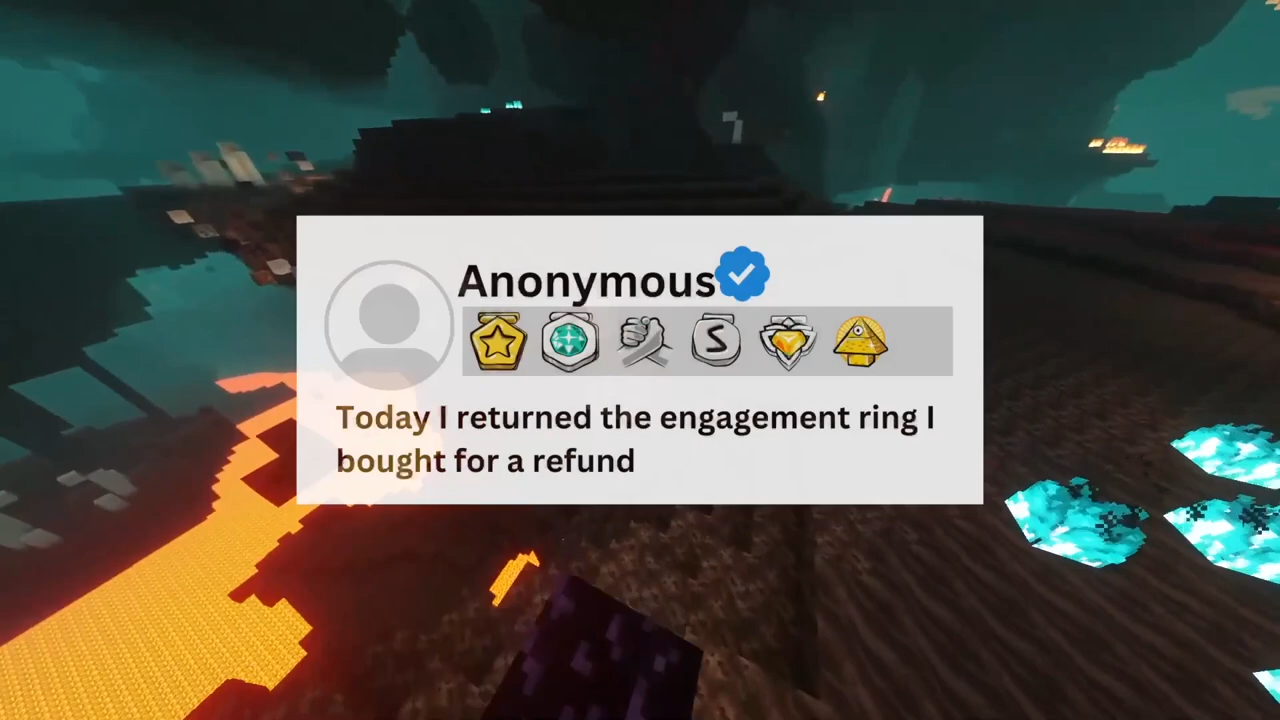 Anonymous
S
Today I returned the engagement ring I
bought for a refund